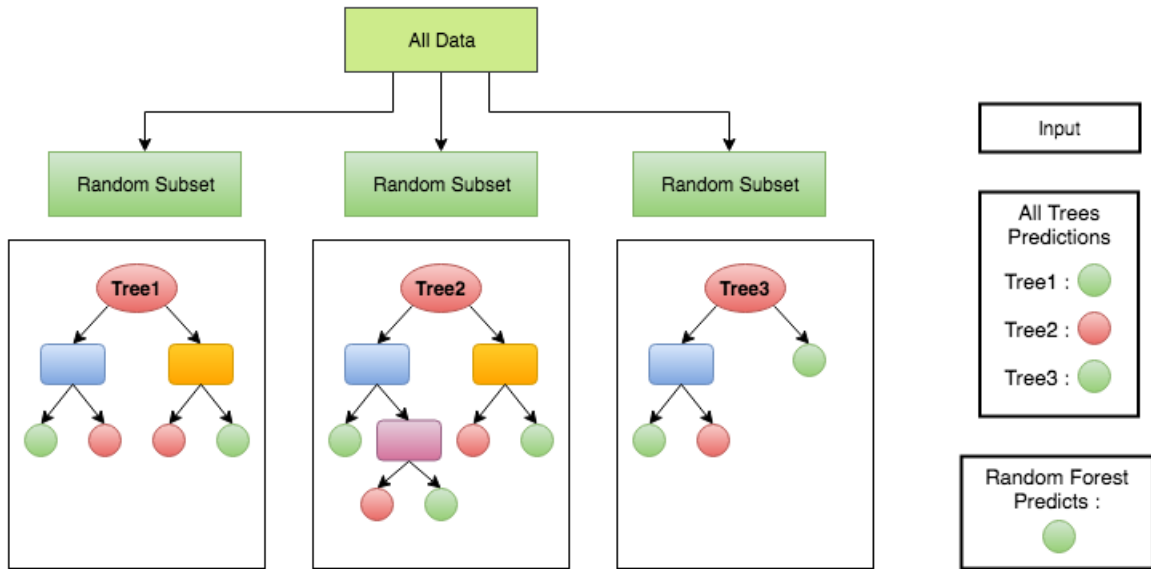 All Data
Random Subset
Random Subset
Random Subset
Tree1
Tree2
Tree3
Input
All Trees
Predictions
Tree1 :
Tree2 :
Tree3 :
Random Forest
Predicts :